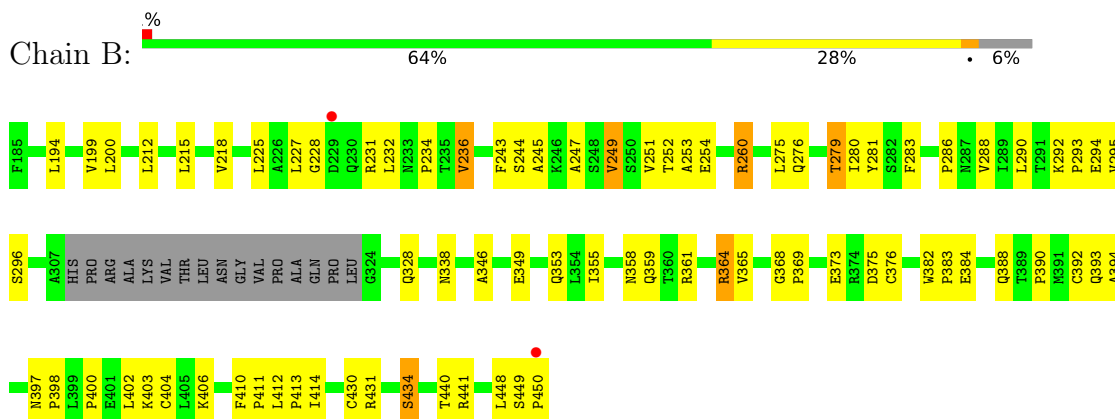 %
Chain B:
64% 28% • 6%
F185 L194 V199 L200 L212 L215 V218 L225 A226 L227 G228 D229 Q230 R231 L232 N233 P234 T235 V236 F243 S244 A245 K246 A247 S248 V249 S250 V251 T252 A253 E254 R260 L275 Q276 T279 I280 Y281 S282 F283 P286 N287 V288 I289 L290 T291 K292 P293 E294 V295
S296 A307 HIS PRO ARG ALA LYS VAL THR LEU ASN GLY VAL PRO ALA GLN PRO LEU G324 Q328 N338 A346 E349 Q353 L354 I355 N358 Q359 T360 R361 R364 V365 G368 P369 E373 R374 D375 C376 W382 P383 E384 Q388 T389 P390 M391 C392 Q393 A394
N397 P398 L399 P400 E401 L402 K403 C404 L405 K406 F410 P411 L412 P413 I414 C430 R431 S434 T440 R441 L448 S449 P450